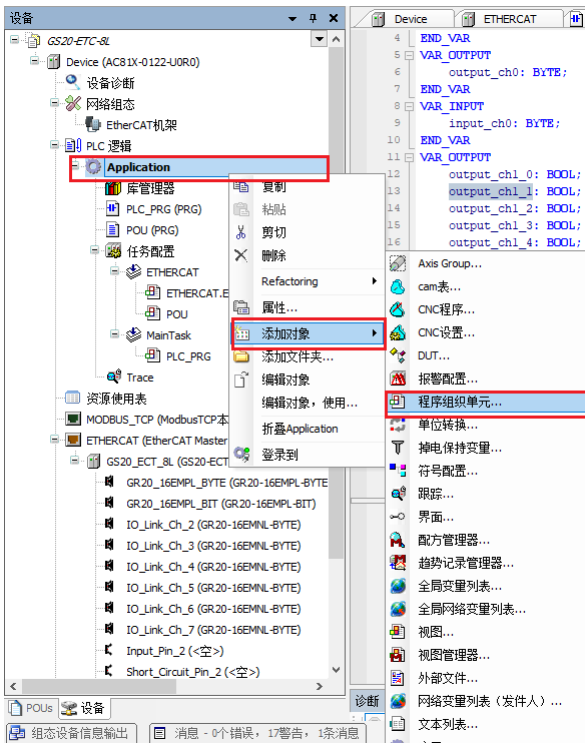 设备
GS20-ETC-8L
Device (AC81X-0122-U0R0)
设备诊断
网络组态
EtherCAT机架
PLC 逻辑
Application
库管理器
PLC_PRG (PRG)
POU (PRG)
任务配置
ETHERCAT
ETHERCAT.E
POU
MainTask
PLC_PRG
Trace
资源使用表
MODBUS_TCP (ModbusTCP本
ETHERCAT (EtherCAT Master
GS20_ECT_8L (GS20-ECT
GR20_16EMPL_BYTE (GR20-16EMPL-BYTE
GR20_16EMPL_BIT (GR20-16EMPL-BIT)
IO_Link_Ch_2 (GR20-16EMNL-BYTE)
IO_Link_Ch_3 (GR20-16EMNL-BYTE)
IO_Link_Ch_4 (GR20-16EMNL-BYTE)
IO_Link_Ch_5 (GR20-16EMNL-BYTE)
IO_Link_Ch_6 (GR20-16EMNL-BYTE)
IO_Link_Ch_7 (GR20-16EMNL-BYTE)
Input_Pin_2 (<空>)
Short_Circuit_Pin_2 (<空>)
POUs 设备
组态设备信息输出 消息 - 0个错误，17警告，1条消息
复制
粘贴
剪切
删除
Refactoring
属性...
添加对象
添加文件夹...
编辑对象
编辑对象，使用...
折叠Application
登录到
Device ETHERCAT
4 END_VAR
5 VAR_OUTPUT
6 output_ch0: BYTE;
7 END_VAR
8 VAR_INPUT
9 input_ch0: BYTE;
10 END_VAR
11 VAR_OUTPUT
12 output_ch1_0: BOOL;
13 output_ch1_1: BOOL;
14 output_ch1_2: BOOL;
15 output_ch1_3: BOOL;
16 output_ch1_4: BOOL;
Axis Group...
cam表...
CNC程序...
CNC设置...
DUT...
报警配置...
程序组织单元...
单位转换...
掉电保持变量...
符号配置...
跟踪...
界面...
配方管理器...
趋势记录管理器...
全局变量列表...
全局网络变量列表...
视图...
视图管理器...
外部文件...
网络变量列表（发件人）...
文本列表...
诊断